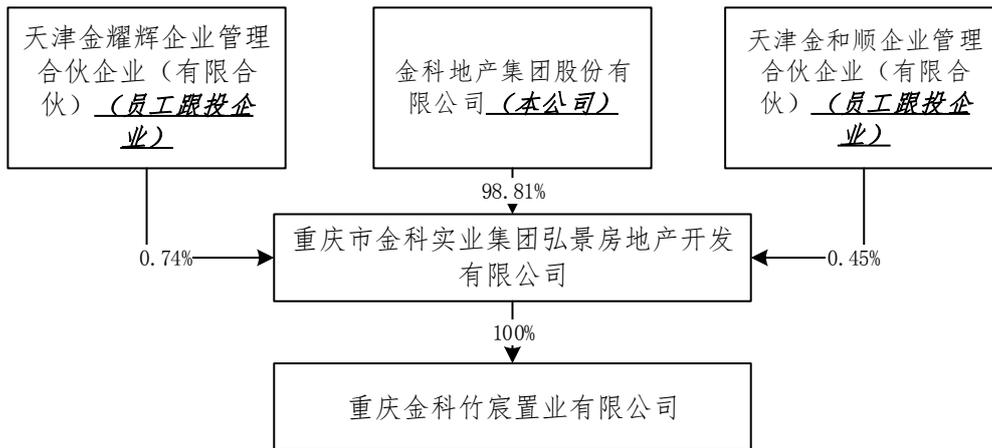 天津金耀辉企业管理
合伙企业（有限合
伙）（员工跟投企
业）
金科地产集团股份有
限公司（本公司）
天津金和顺企业管理
合伙企业（有限合
伙）（员工跟投企
业）
98.81%
0.74%
重庆市金科实业集团弘景房地产开发
有限公司
0.45%
100%
重庆金科竹宸置业有限公司